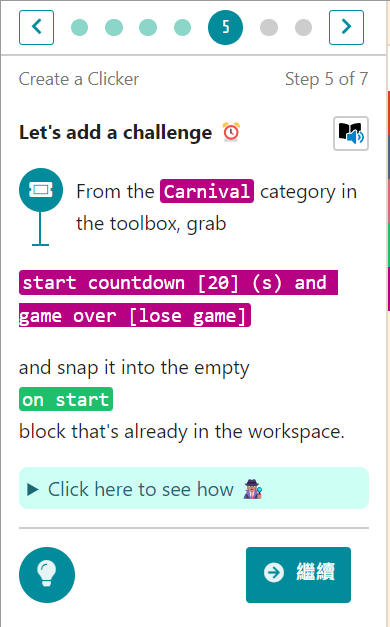 5
Create a Clicker
Step 5 of 7
Let's add a challenge
From the Carnival category in
the toolbox, grab
start countdown [20] (s) and
game over [lose game]
and snap it into the empty
on start
block that's already in the workspace.
Click here to see how
繼續